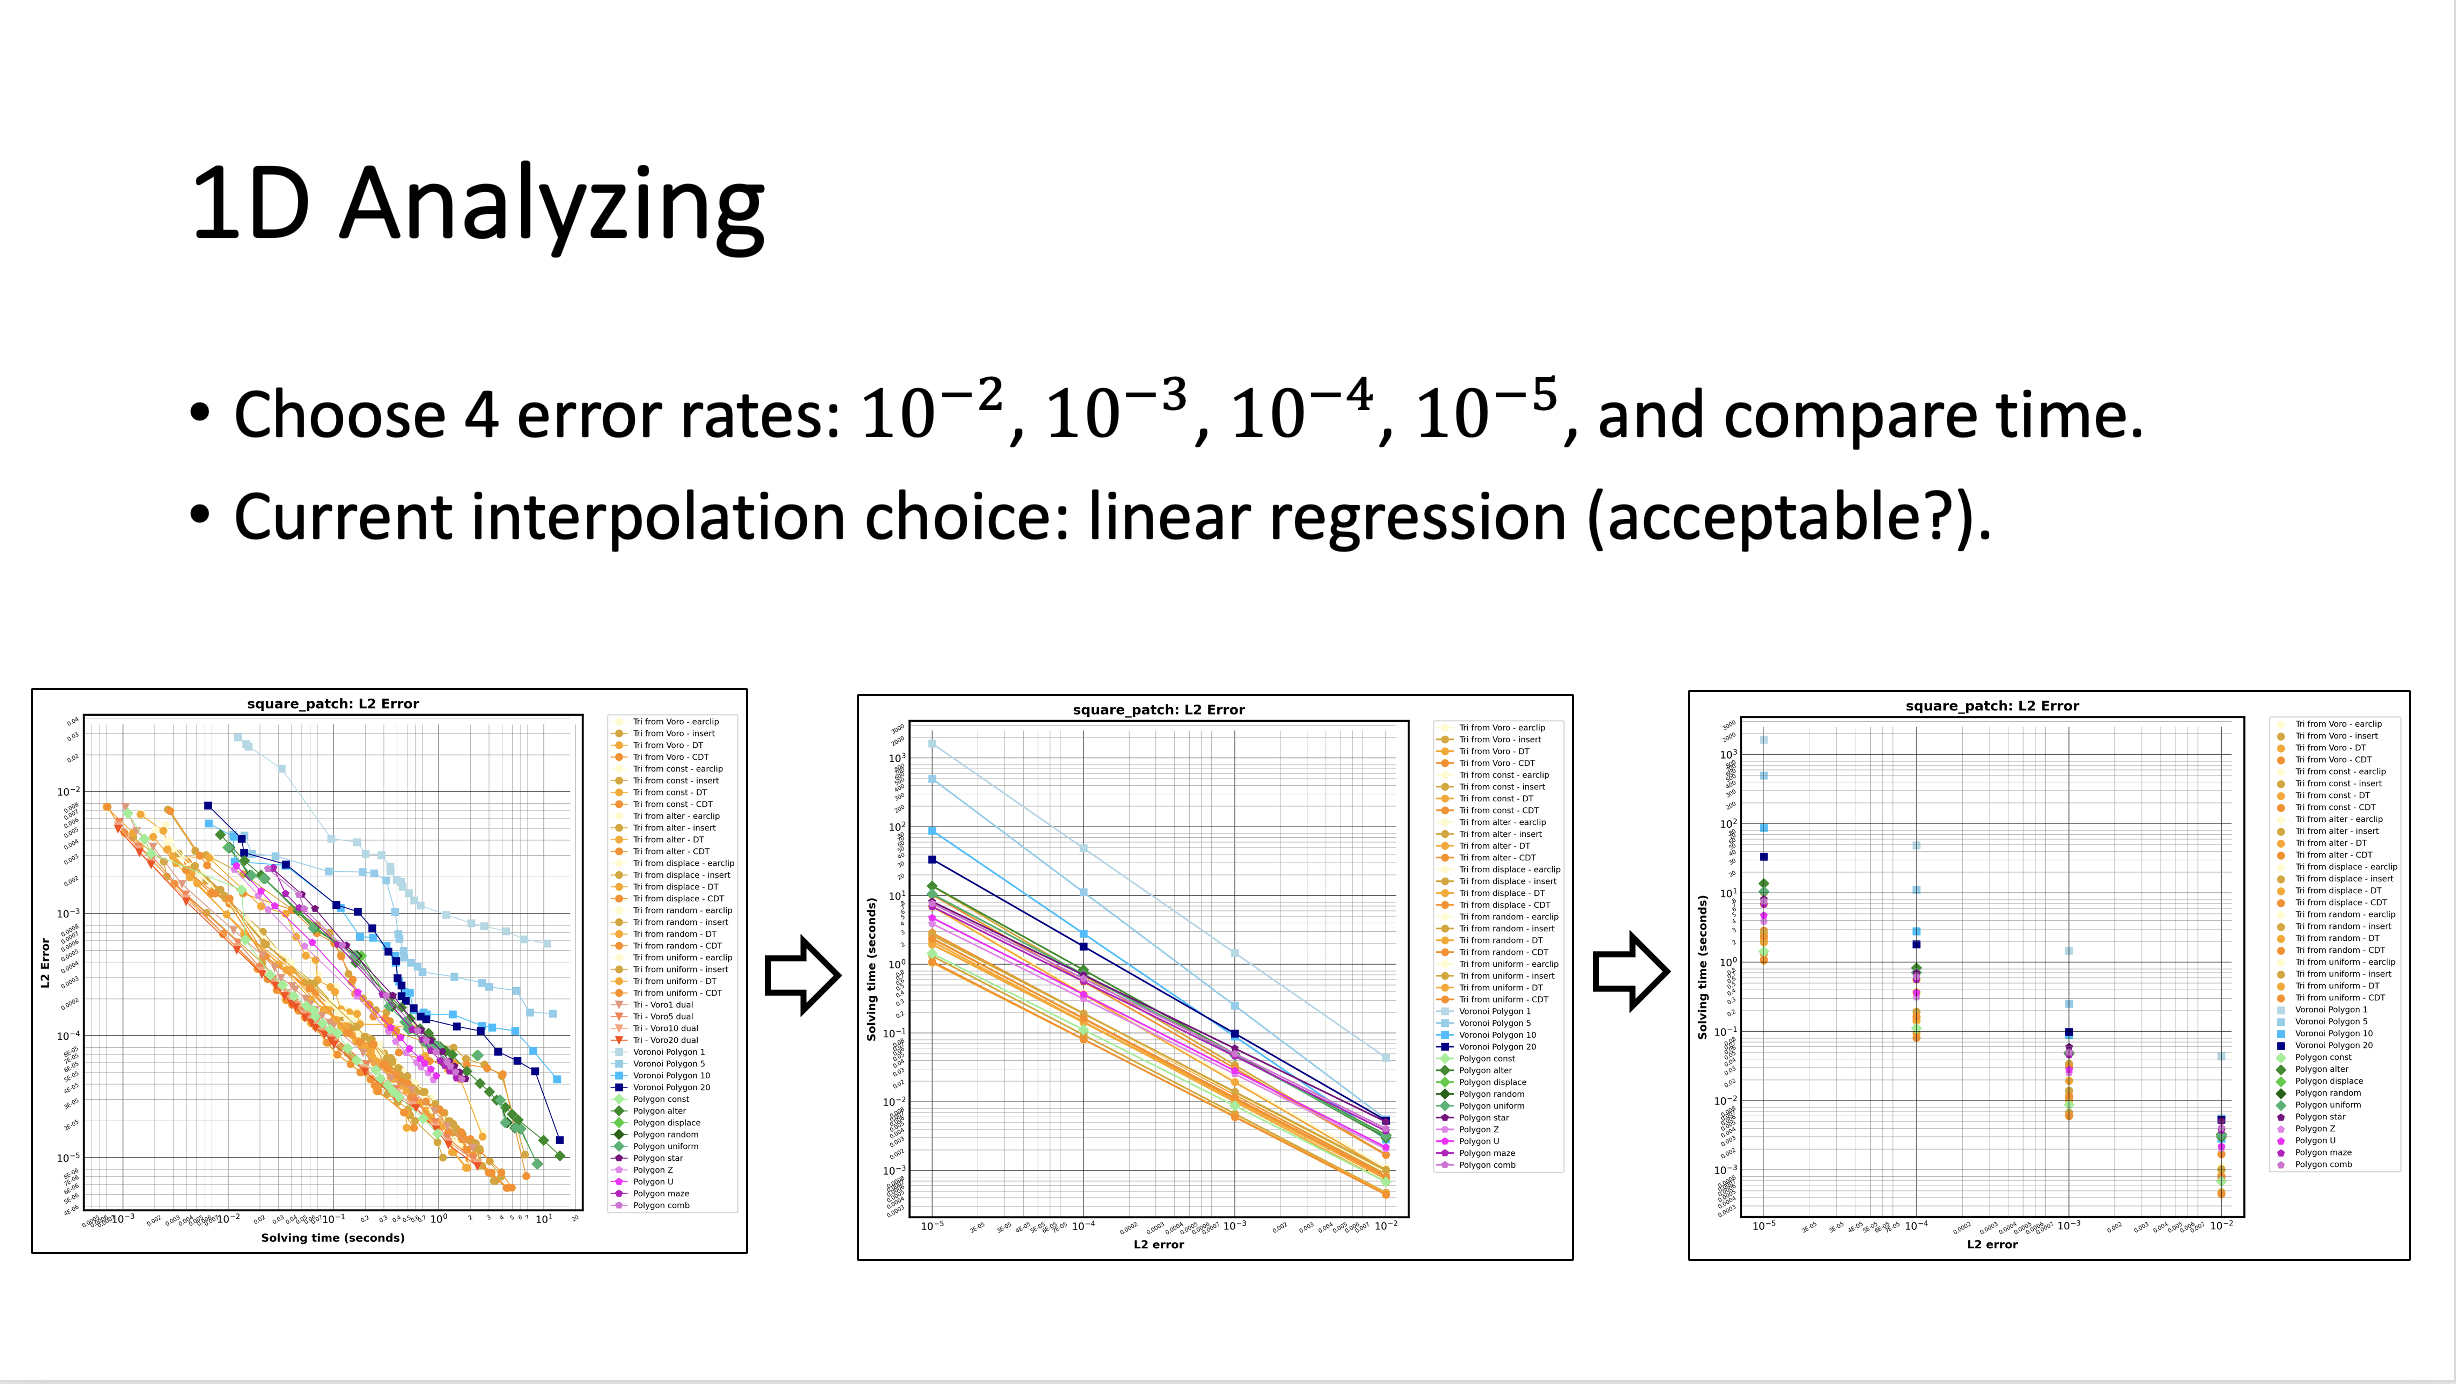 1D Analyzing
• Choose 4 error rates: 10⁻², 10⁻³, 10⁻⁴, 10⁻⁵, and compare time.
• Current interpolation choice: linear regression (acceptable?).
square_patch: L2 Error
L2 Error
10⁻²
10⁻³
10⁻⁴
10⁻⁵
10⁻³
10⁻²
10⁻¹
10⁰
10¹
Solving time (seconds)
Tri from Voro - earclip
Tri from Voro - insert
Tri from Voro - DT
Tri from Voro - CDT
Tri from const - earclip
Tri from const - insert
Tri from const - DT
Tri from const - CDT
Tri from alter - earclip
Tri from alter - insert
Tri from alter - DT
Tri from alter - CDT
Tri from displace - earclip
Tri from displace - insert
Tri from displace - DT
Tri from displace - CDT
Tri from random - earclip
Tri from random - insert
Tri from random - DT
Tri from random - CDT
Tri from uniform - earclip
Tri from uniform - insert
Tri from uniform - DT
Tri from uniform - CDT
Tri - Voro1 dual
Tri - Voro5 dual
Tri - Voro10 dual
Tri - Voro20 dual
Voronoi Polygon 1
Voronoi Polygon 5
Voronoi Polygon 10
Voronoi Polygon 20
Polygon const
Polygon alter
Polygon displace
Polygon random
Polygon uniform
Polygon star
Polygon Z
Polygon U
Polygon maze
Polygon comb
square_patch: L2 Error
Solving time (seconds)
10³
10²
10¹
10⁰
10⁻¹
10⁻²
10⁻³
10⁻⁵
10⁻⁴
10⁻³
10⁻²
L2 error
Tri from Voro - earclip
Tri from Voro - insert
Tri from Voro - DT
Tri from Voro - CDT
Tri from const - earclip
Tri from const - insert
Tri from const - DT
Tri from const - CDT
Tri from alter - earclip
Tri from alter - insert
Tri from alter - DT
Tri from alter - CDT
Tri from displace - earclip
Tri from displace - insert
Tri from displace - DT
Tri from displace - CDT
Tri from random - earclip
Tri from random - insert
Tri from random - DT
Tri from random - CDT
Tri from uniform - earclip
Tri from uniform - insert
Tri from uniform - DT
Tri from uniform - CDT
Voronoi Polygon 1
Voronoi Polygon 5
Voronoi Polygon 10
Voronoi Polygon 20
Polygon const
Polygon alter
Polygon displace
Polygon random
Polygon uniform
Polygon star
Polygon Z
Polygon U
Polygon maze
Polygon comb
square_patch: L2 Error
Solving time (seconds)
10³
10²
10¹
10⁰
10⁻¹
10⁻²
10⁻³
10⁻⁵
10⁻⁴
10⁻³
10⁻²
L2 error
Tri from Voro - earclip
Tri from Voro - insert
Tri from Voro - DT
Tri from Voro - CDT
Tri from const - earclip
Tri from const - insert
Tri from const - DT
Tri from const - CDT
Tri from alter - earclip
Tri from alter - insert
Tri from alter - DT
Tri from alter - CDT
Tri from displace - earclip
Tri from displace - insert
Tri from displace - DT
Tri from displace - CDT
Tri from random - earclip
Tri from random - insert
Tri from random - DT
Tri from random - CDT
Tri from uniform - earclip
Tri from uniform - insert
Tri from uniform - DT
Tri from uniform - CDT
Voronoi Polygon 1
Voronoi Polygon 5
Voronoi Polygon 10
Voronoi Polygon 20
Polygon const
Polygon alter
Polygon displace
Polygon random
Polygon uniform
Polygon star
Polygon Z
Polygon U
Polygon maze
Polygon comb